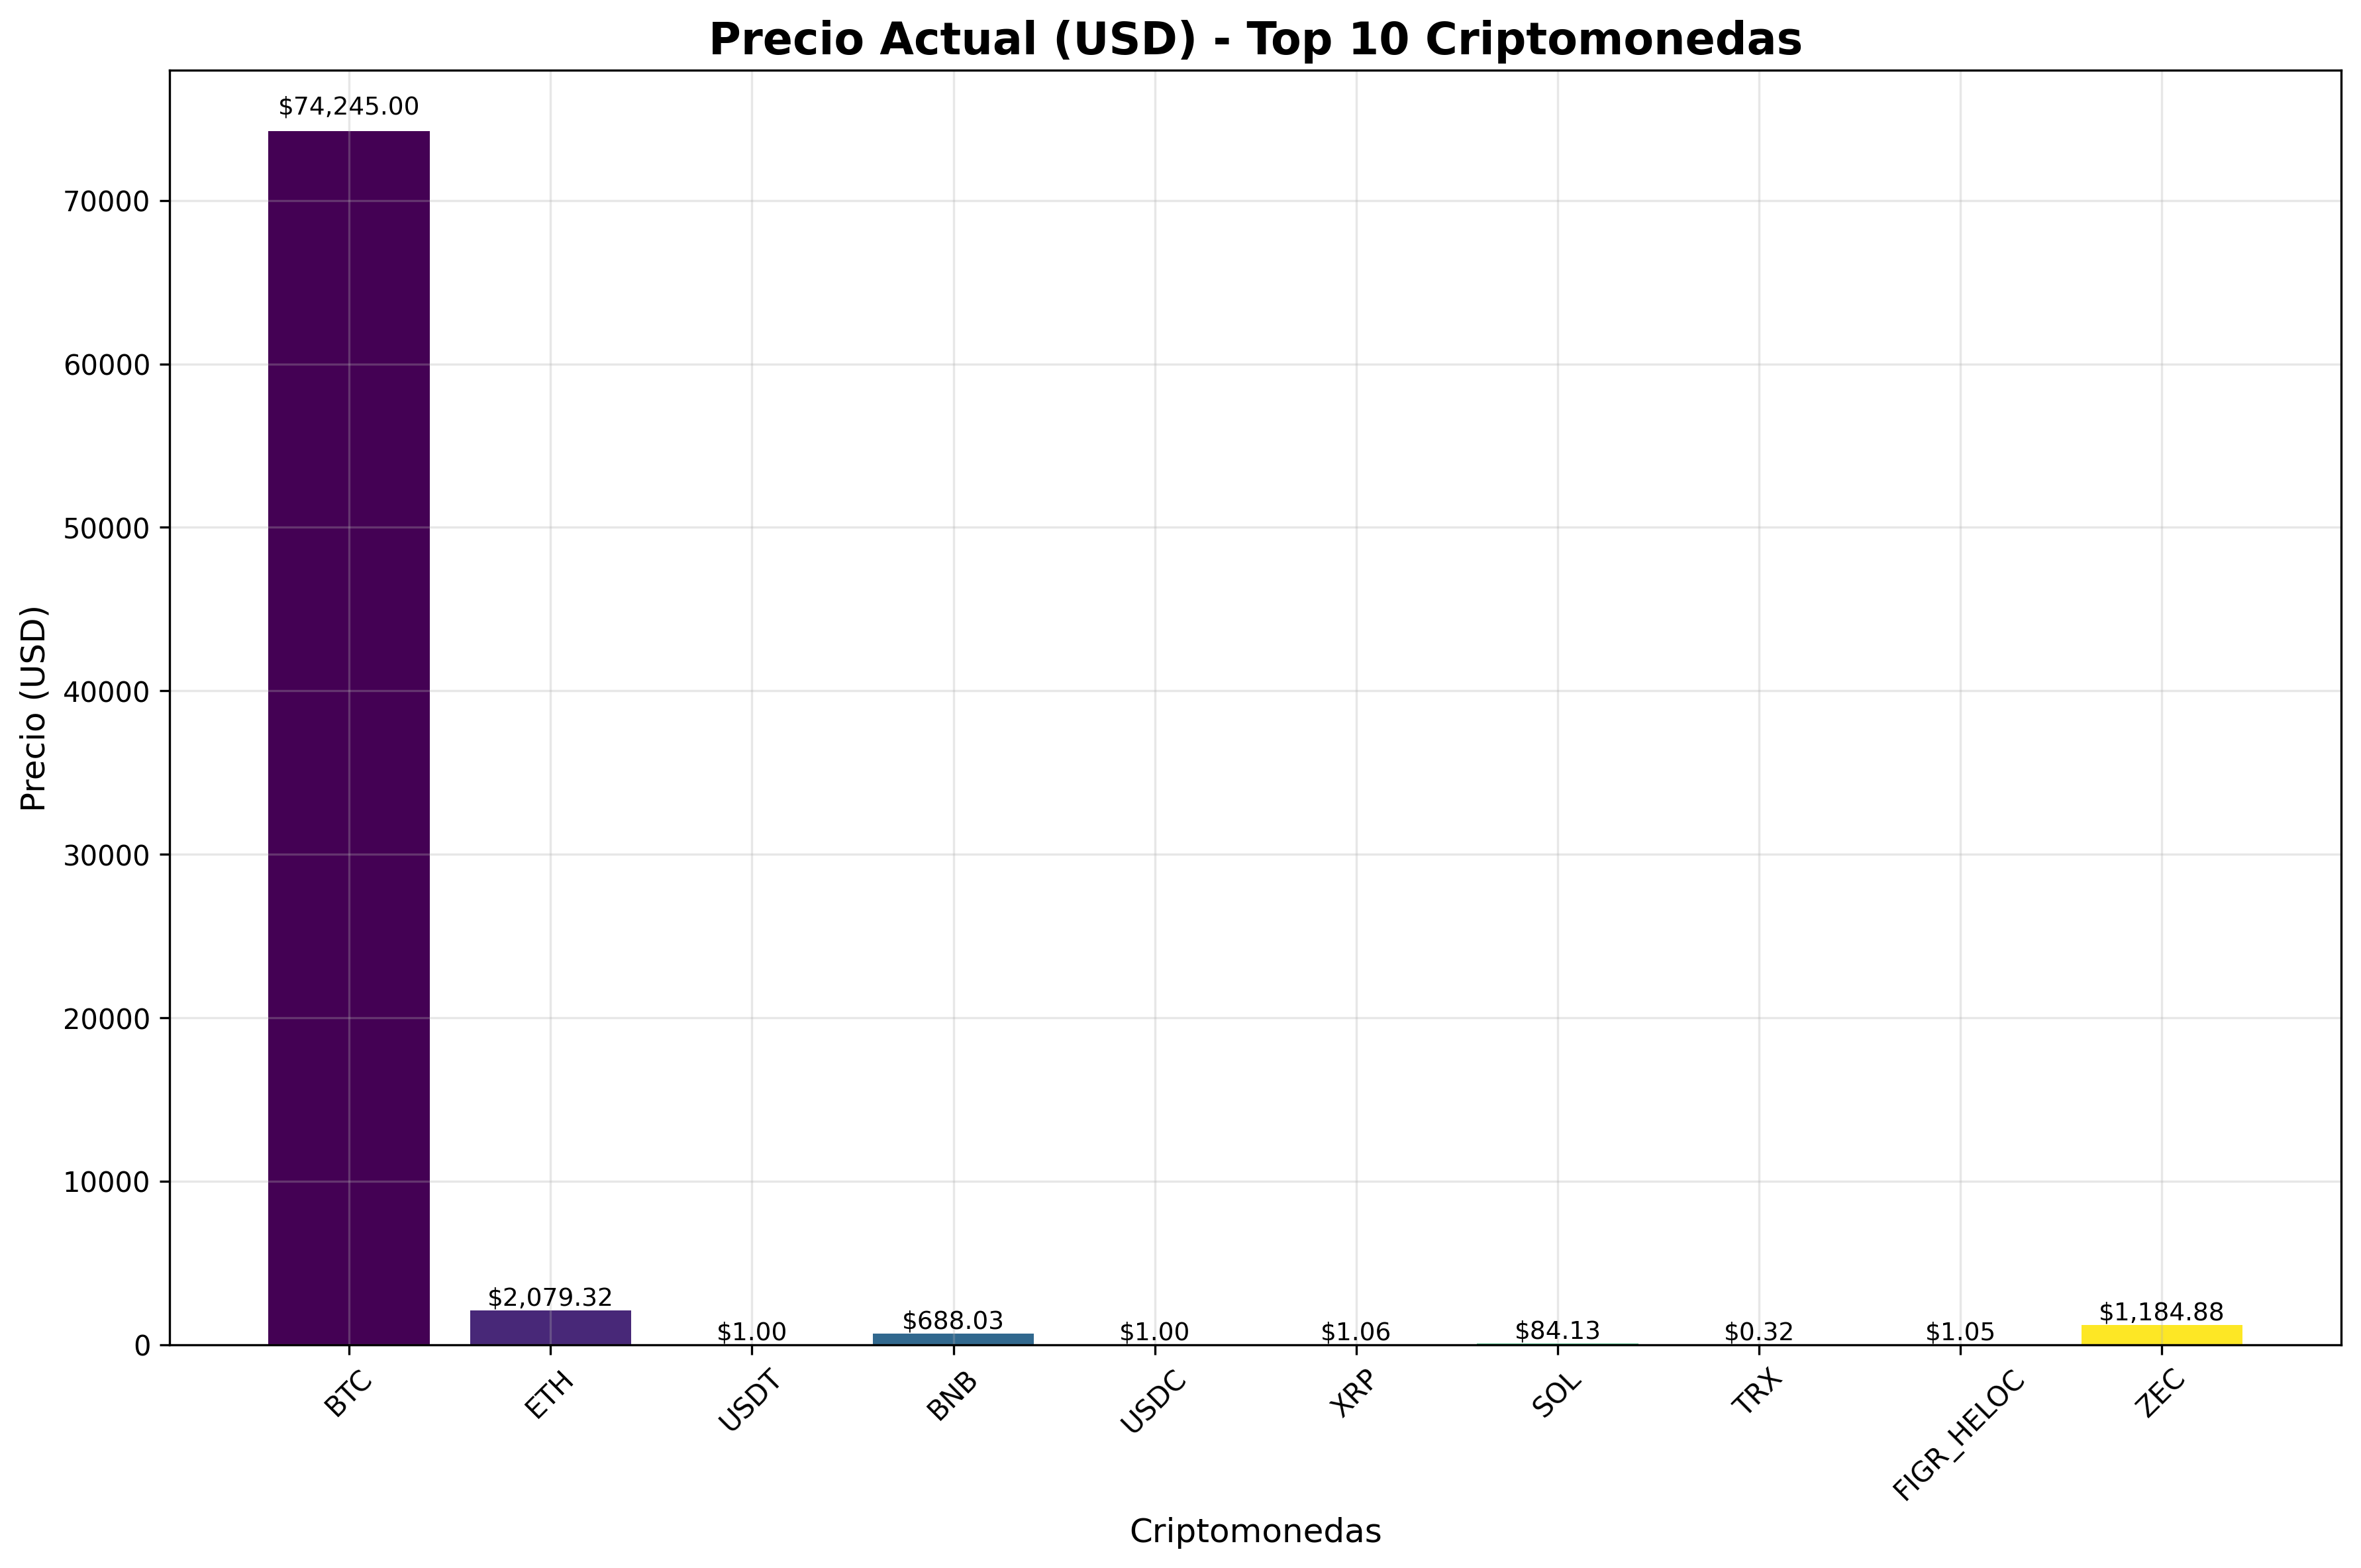 Precio Actual (USD) - Top 10 Criptomonedas
Precio (USD)
70000
60000
50000
40000
30000
20000
10000
0
$74,245.00
$2,079.32
$1.00
$688.03
$1.00
$1.06
$84.13
$0.32
$1.05
$1,184.88
BTC
ETH
USDT
BNB
USDC
XRP
SOL
TRX
FIGR_HELOC
ZEC
Criptomonedas